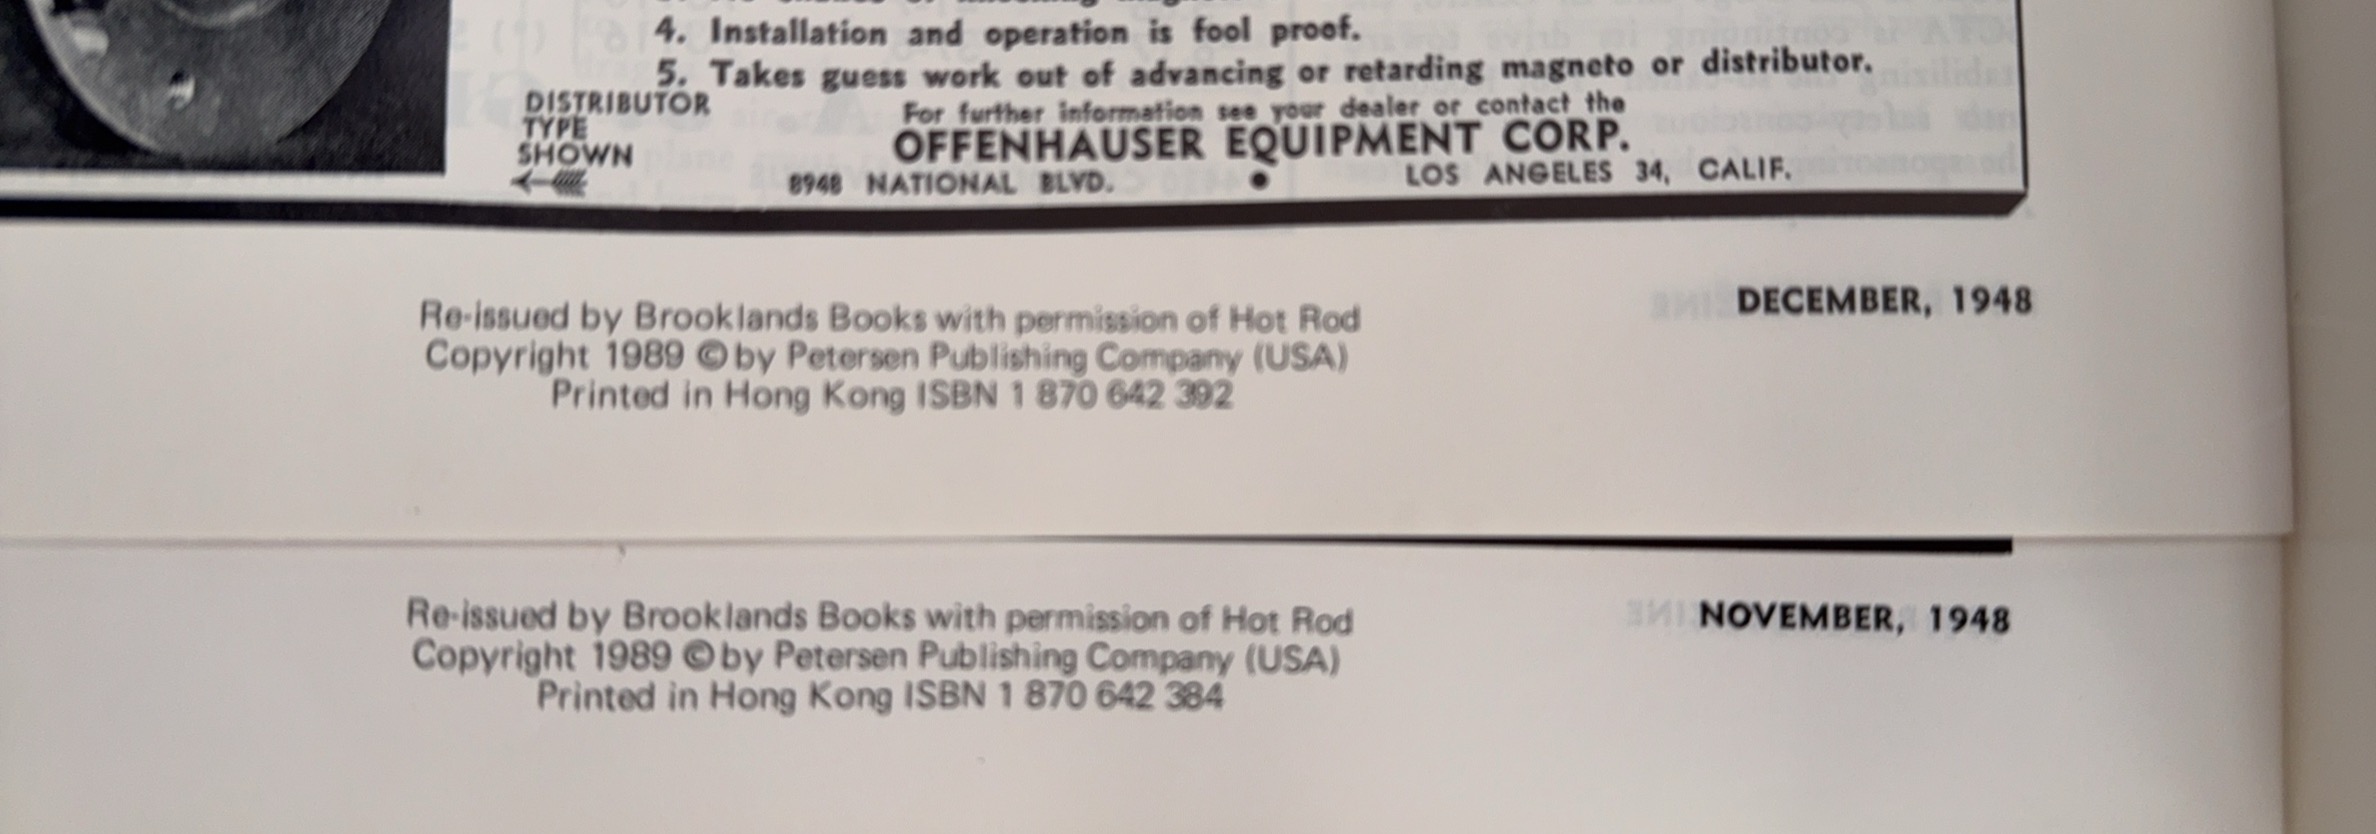 4. Installation and operation is fool proof.
5. Takes guess work out of advancing or retarding magneto or distributor.
DISTRIBUTOR
TYPE
SHOWN
For further information see your dealer or contact the
OFFENHAUSER EQUIPMENT CORP.
8948 NATIONAL BLVD. • LOS ANGELES 34, CALIF.
Re-issued by Brooklands Books with permission of Hot Rod
Copyright 1989 © by Petersen Publishing Company (USA)
Printed in Hong Kong ISBN 1 870 642 392
DECEMBER, 1948
Re-issued by Brooklands Books with permission of Hot Rod
Copyright 1989 © by Petersen Publishing Company (USA)
Printed in Hong Kong ISBN 1 870 642 384
NOVEMBER, 1948